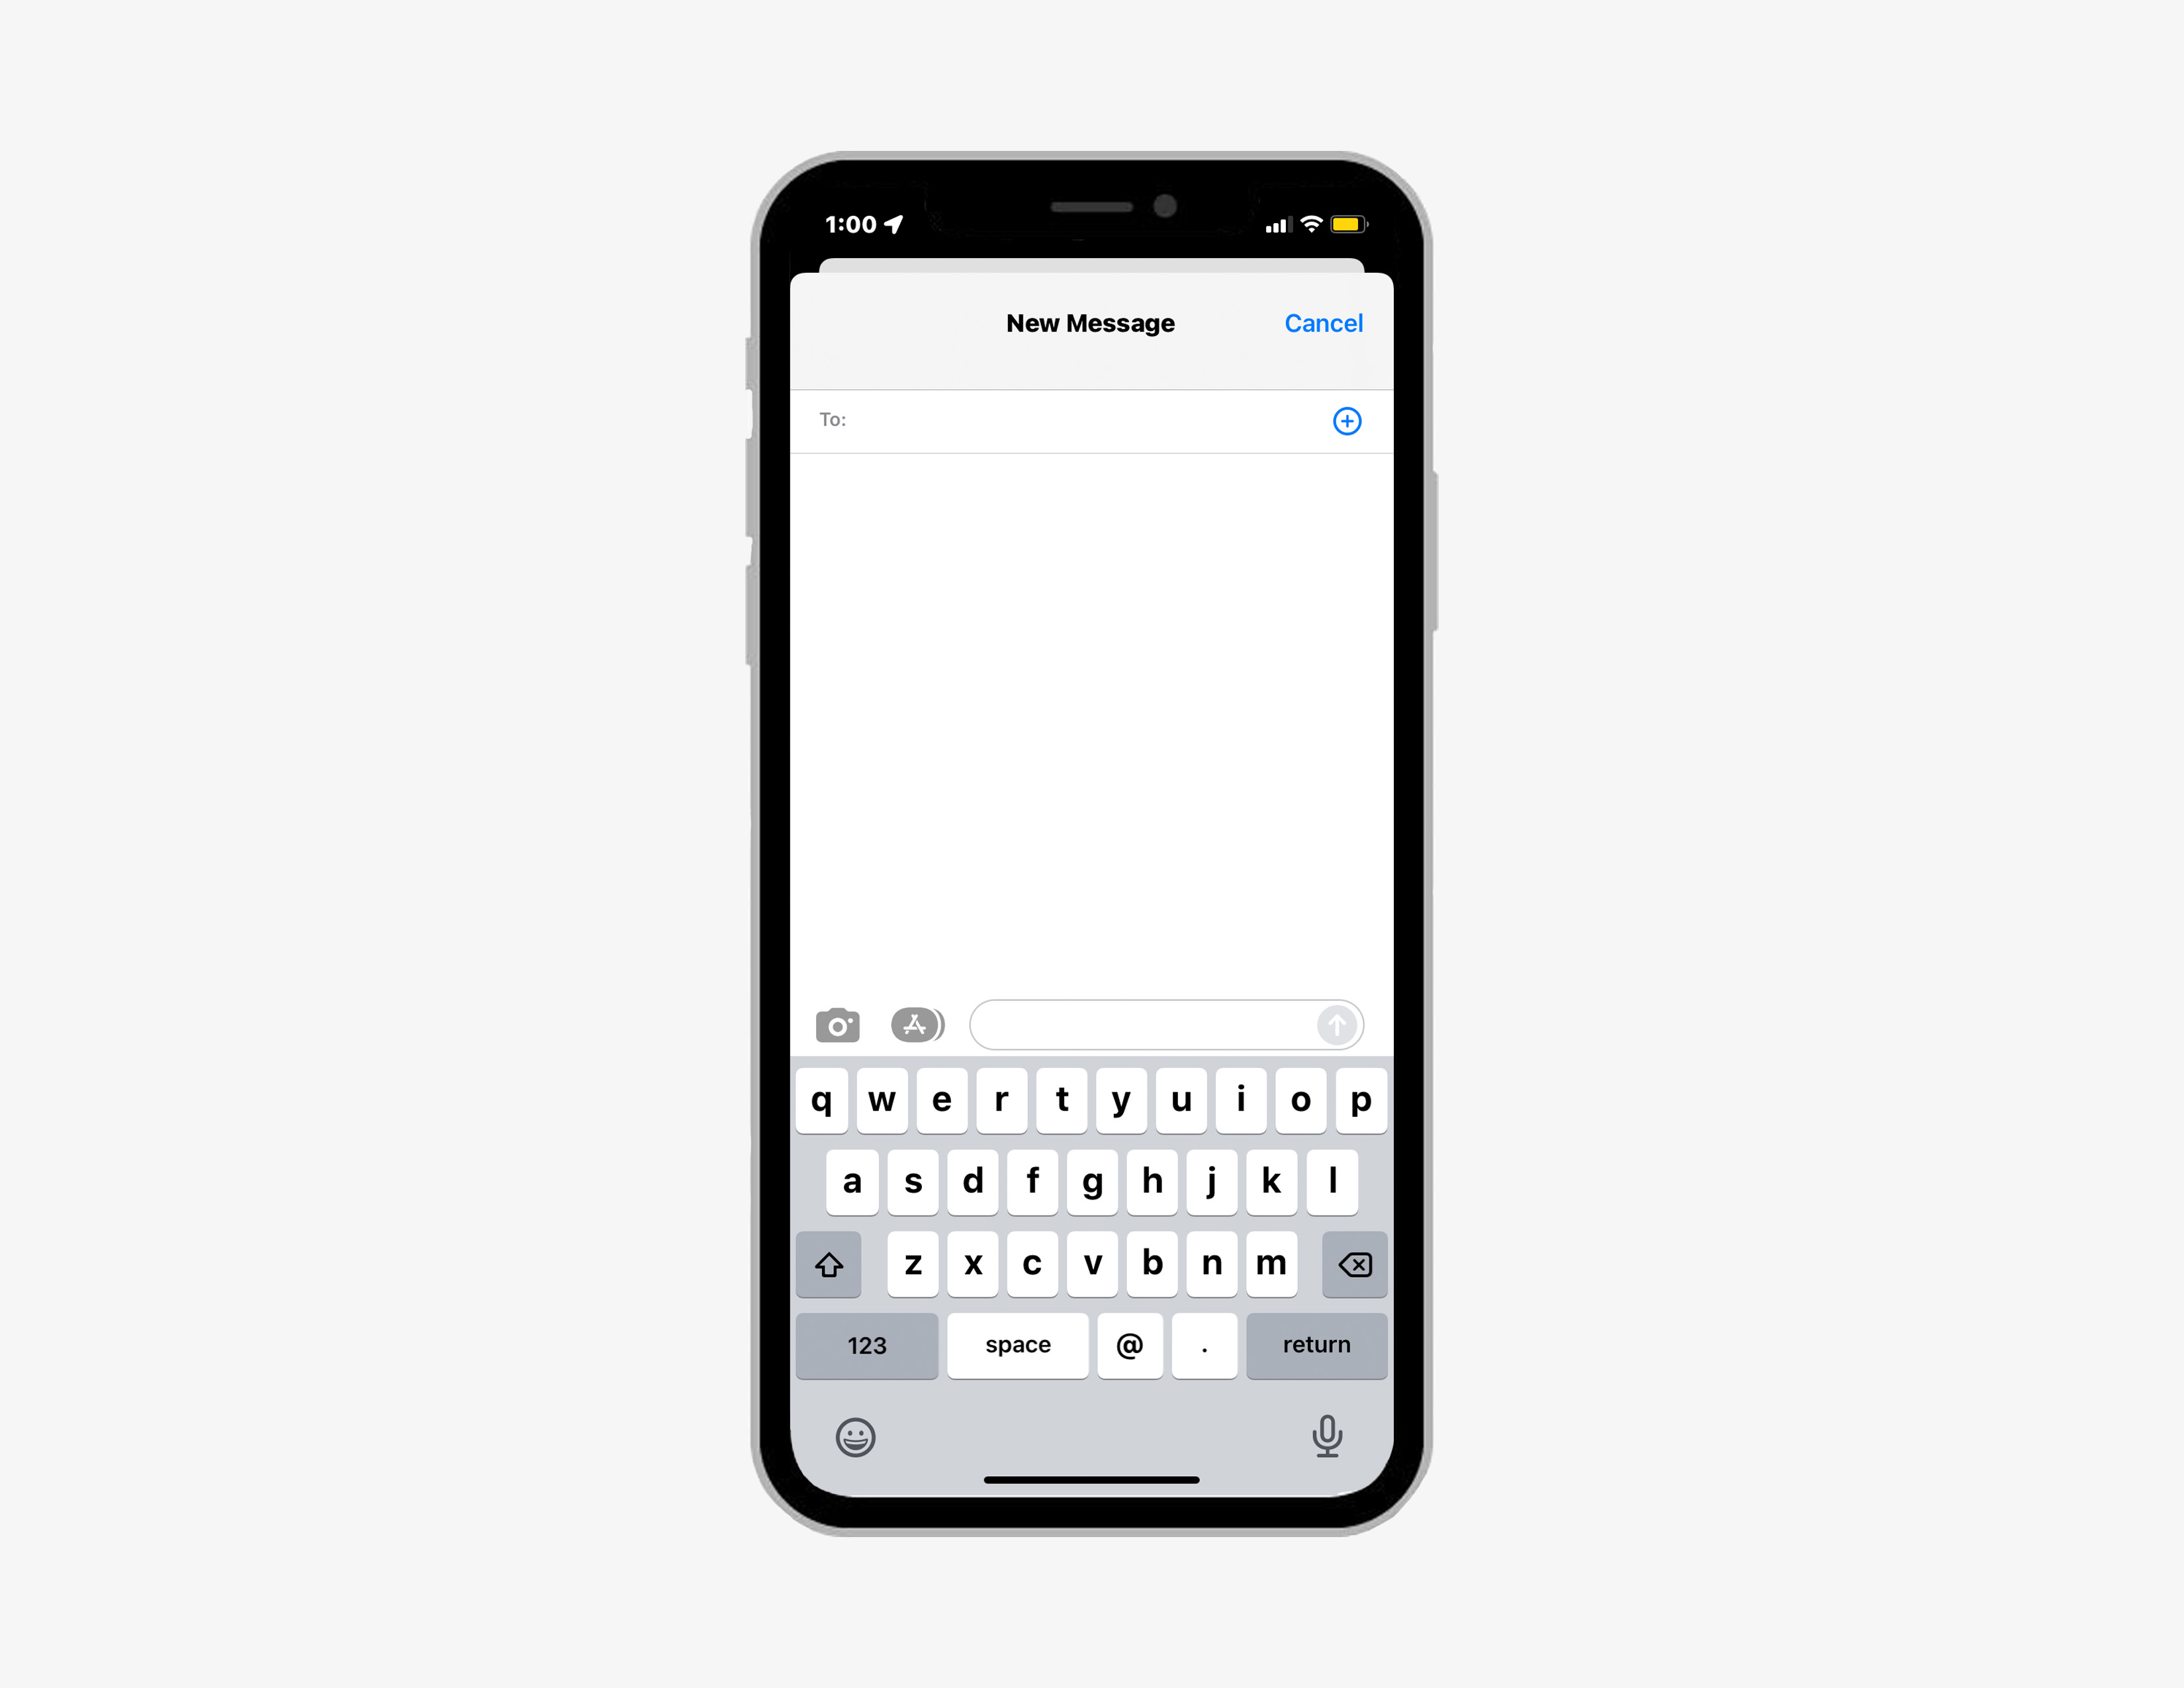 1:00
New Message Cancel
To:
q w e r t y u i o p
a s d f g h j k l
z x c v b n m
123 space @ . return